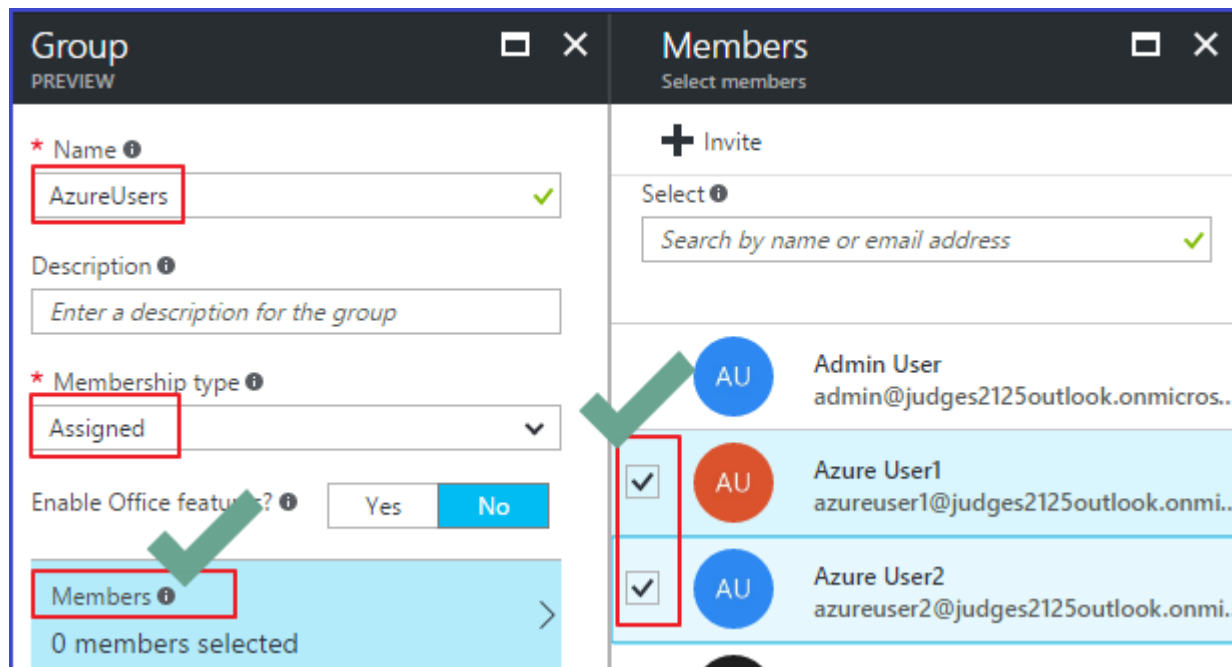 Group
PREVIEW
* Name
AzureUsers
Description
Enter a description for the group
* Membership type
Assigned
Enable Office features?
Yes No
Members
0 members selected
Members
Select members
Invite
Select
Search by name or email address
AU
Admin User
admin@judges2125outlook.onmicros..
AU
Azure User1
azureuser1@judges2125outlook.onmi..
AU
Azure User2
azureuser2@judges2125outlook.onmi..